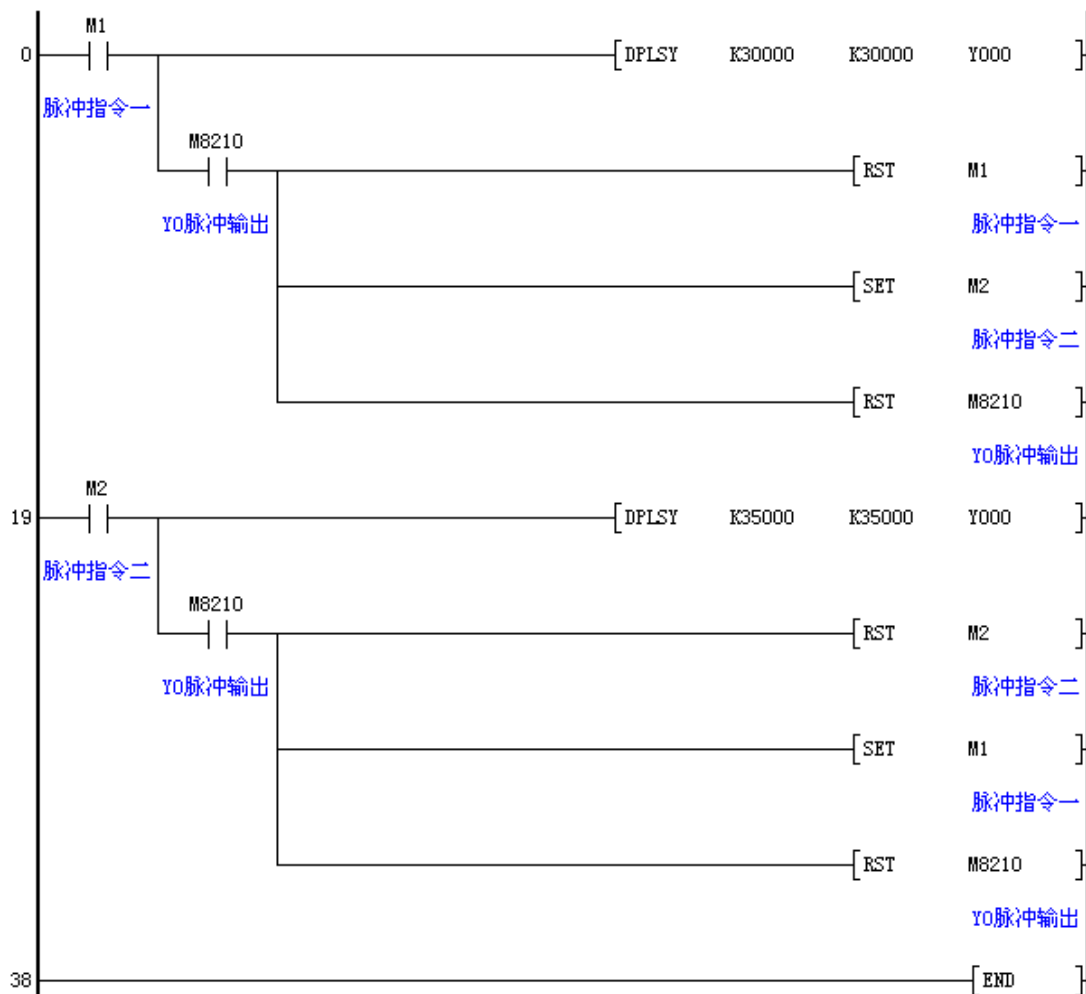 M1
0 DPLSY K30000 K30000 Y000
脉冲指令一
M8210
RST M1
Y0脉冲输出 脉冲指令一
SET M2
脉冲指令二
RST M8210
Y0脉冲输出
M2
19 DPLSY K35000 K35000 Y000
脉冲指令二
M8210
RST M2
Y0脉冲输出 脉冲指令二
SET M1
脉冲指令一
RST M8210
Y0脉冲输出
38 END